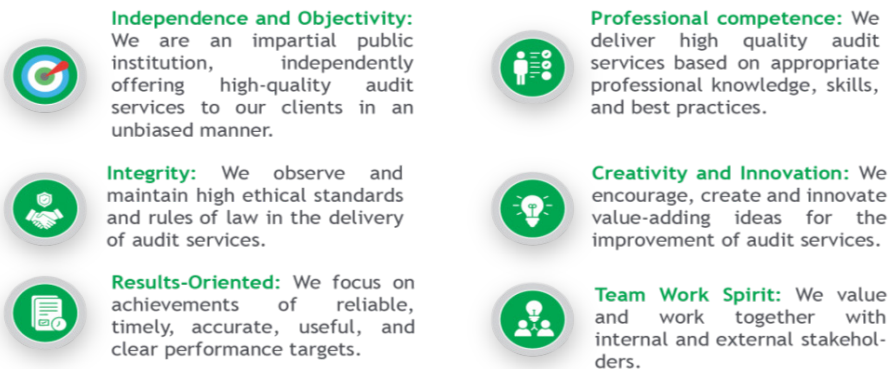 Independence and Objectivity:
We are an impartial public
institution, independently
offering high-quality audit
services to our clients in an
unbiased manner.
Integrity: We observe and
maintain high ethical standards
and rules of law in the delivery
of audit services.
Results-Oriented: We focus on
achievements of reliable,
timely, accurate, useful, and
clear performance targets.
Professional competence: We
deliver high quality audit
services based on appropriate
professional knowledge, skills,
and best practices.
Creativity and Innovation: We
encourage, create and innovate
value-adding ideas for the
improvement of audit services.
Team Work Spirit: We value
and work together with
internal and external stakehol-
ders.